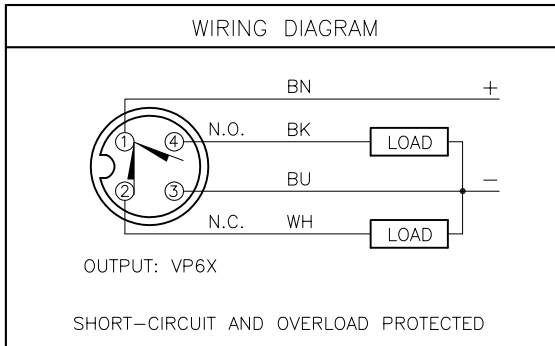 WIRING DIAGRAM
BN +
1 4 N.O. BK LOAD
2 3 BU −
N.C. WH LOAD
OUTPUT: VP6X
SHORT−CIRCUIT AND OVERLOAD PROTECTED